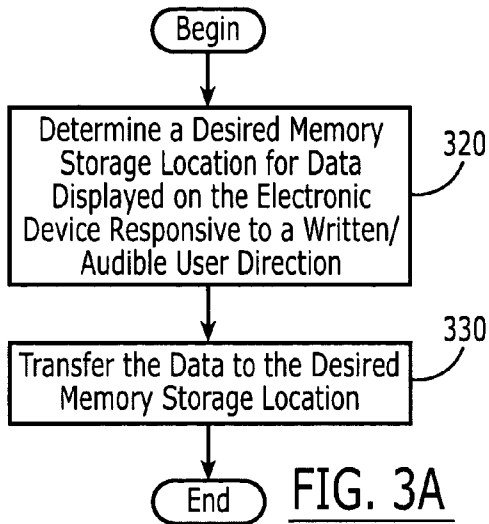 Begin
Determine a Desired Memory
Storage Location for Data
Displayed on the Electronic
Device Responsive to a Written/
Audible User Direction
320
Transfer the Data to the Desired
Memory Storage Location
330
End
FIG. 3A